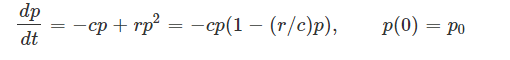 dp/dt = −cp + rp² = −cp(1 − (r/c)p),     p(0) = p₀